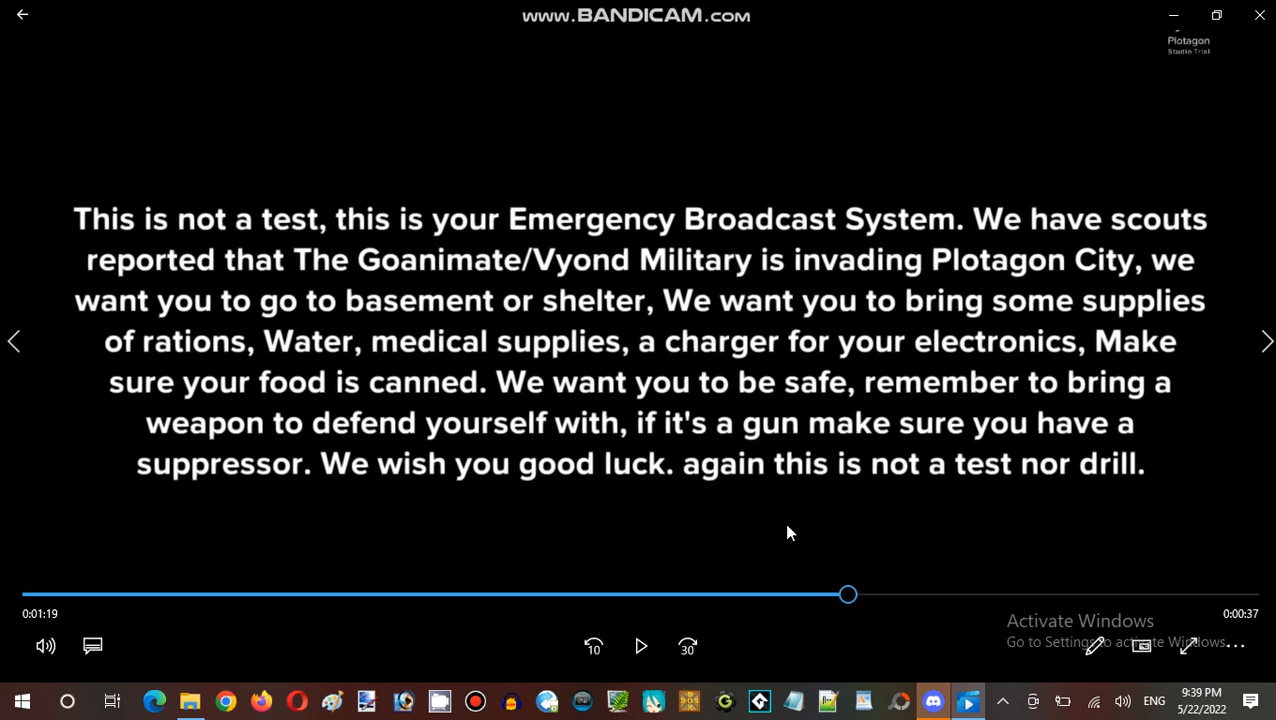 www.BANDICAM.com
Plotagon
Studio Trial
This is not a test, this is your Emergency Broadcast System. We have scouts
reported that The Goanimate/Vyond Military is invading Plotagon City, we
want you to go to basement or shelter, We want you to bring some supplies
of rations, Water, medical supplies, a charger for your electronics, Make
sure your food is canned. We want you to be safe, remember to bring a
weapon to defend yourself with, if it's a gun make sure you have a
suppressor. We wish you good luck. again this is not a test nor drill.
0:01:19
0:00:37
Activate Windows
Go to Settings to activate Windows.
10
30
DOS
ENG
9:39 PM
5/22/2022